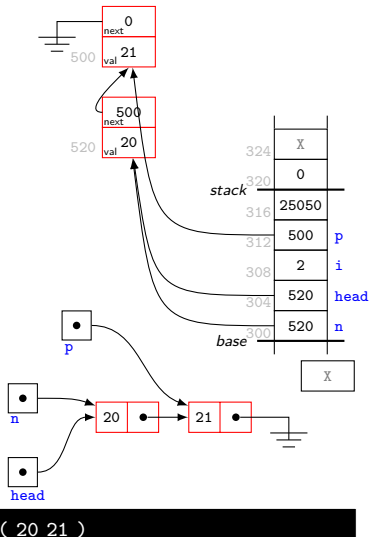 0
next
500
21
val
500
next
520
20
val
324
X
320
0
stack
316
25050
312
500
p
308
2
i
304
520
head
300
520
n
base
X
p
n
20
21
head
( 20 21 )